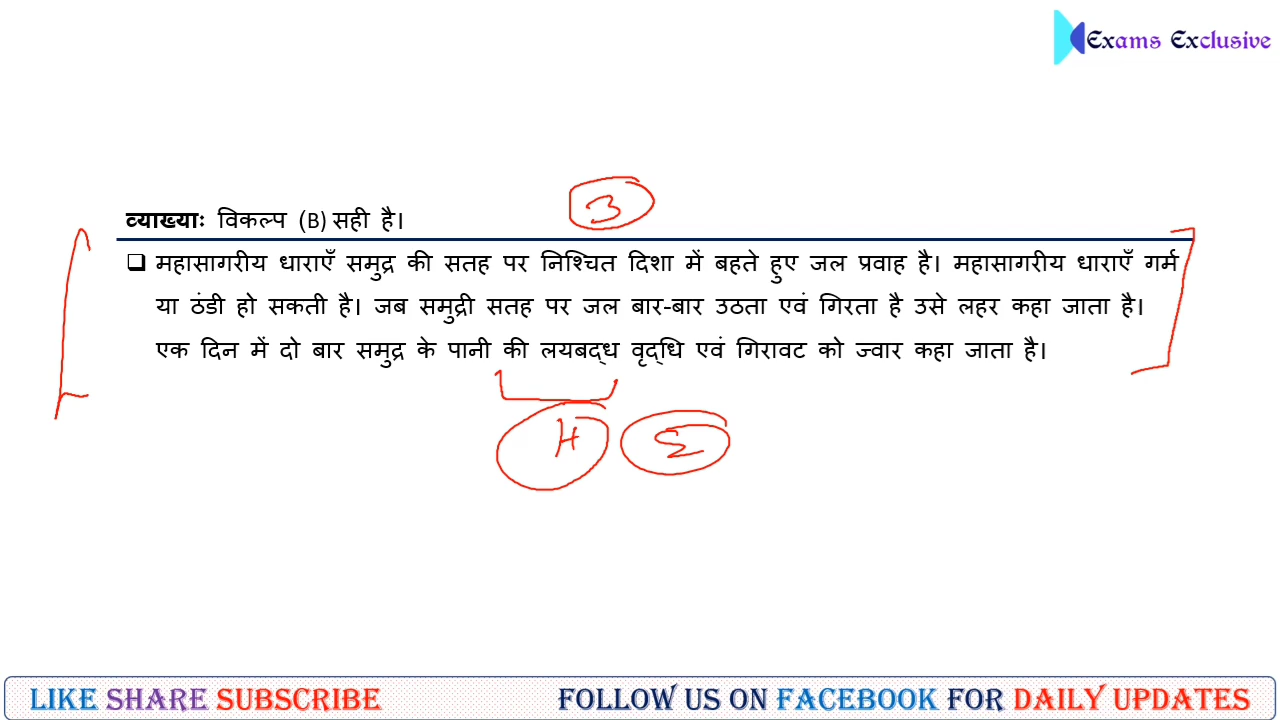 Exams Exclusive
3
व्याख्याः विकल्प (B) सही है।
❑ महासागरीय धाराएँ समुद्र की सतह पर निश्चित दिशा में बहते हुए जल प्रवाह है। महासागरीय धाराएँ गर्म
या ठंडी हो सकती है। जब समुद्री सतह पर जल बार-बार उठता एवं गिरता है उसे लहर कहा जाता है।
एक दिन में दो बार समुद्र के पानी की लयबद्ध वृद्धि एवं गिरावट को ज्वार कहा जाता है।
H
LIKE SHARE SUBSCRIBE FOLLOW US ON FACEBOOK FOR DAILY UPDATES